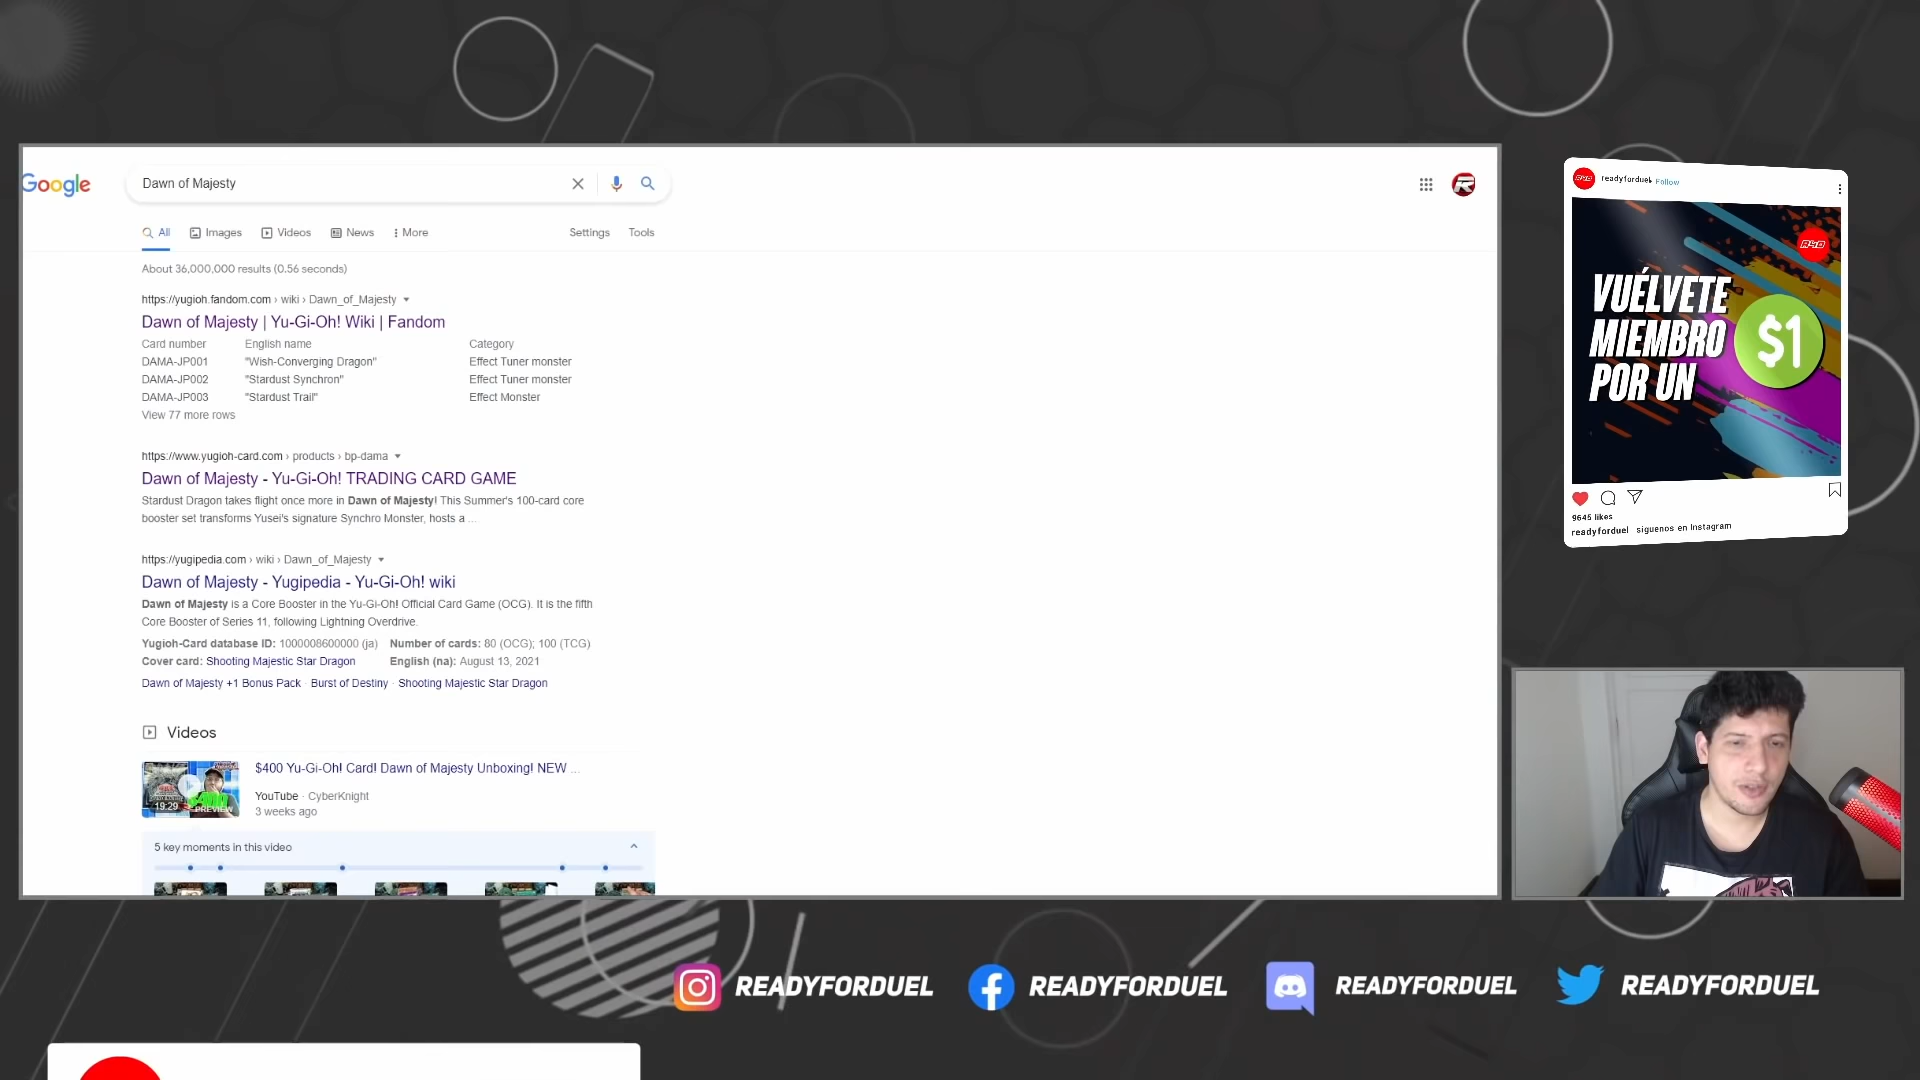 Google
Dawn of Majesty
All Images Videos News More Settings Tools
About 36,000,000 results (0.56 seconds)
https://yugioh.fandom.com › wiki › Dawn_of_Majesty
Dawn of Majesty | Yu-Gi-Oh! Wiki | Fandom
Card number English name Category
DAMA-JP001 "Wish-Converging Dragon" Effect Tuner monster
DAMA-JP002 "Stardust Synchron" Effect Tuner monster
DAMA-JP003 "Stardust Trail" Effect Monster
View 77 more rows
https://www.yugioh-card.com › products › bp-dama
Dawn of Majesty - Yu-Gi-Oh! TRADING CARD GAME
Stardust Dragon takes flight once more in Dawn of Majesty! This Summer's 100-card core
booster set transforms Yusei's signature Synchro Monster, hosts a ...
https://yugipedia.com › wiki › Dawn_of_Majesty
Dawn of Majesty - Yugipedia - Yu-Gi-Oh! wiki
Dawn of Majesty is a Core Booster in the Yu-Gi-Oh! Official Card Game (OCG). It is the fifth
Core Booster of Series 11, following Lightning Overdrive.
Yugioh-Card database ID: 1000008600000 (ja) Number of cards: 80 (OCG); 100 (TCG)
Cover card: Shooting Majestic Star Dragon English (na): August 13, 2021
Dawn of Majesty +1 Bonus Pack · Burst of Destiny · Shooting Majestic Star Dragon
Videos
$400 Yu-Gi-Oh! Card! Dawn of Majesty Unboxing! NEW ...
YouTube · CyberKnight
3 weeks ago
19:29
PREVIEW
5 key moments in this video
R4D
readyforduel Follow
R4D
VUÉLVETE
MIEMBRO
POR UN
$1
9645 likes
readyforduel siguenos en Instagram
READYFORDUEL READYFORDUEL READYFORDUEL READYFORDUEL